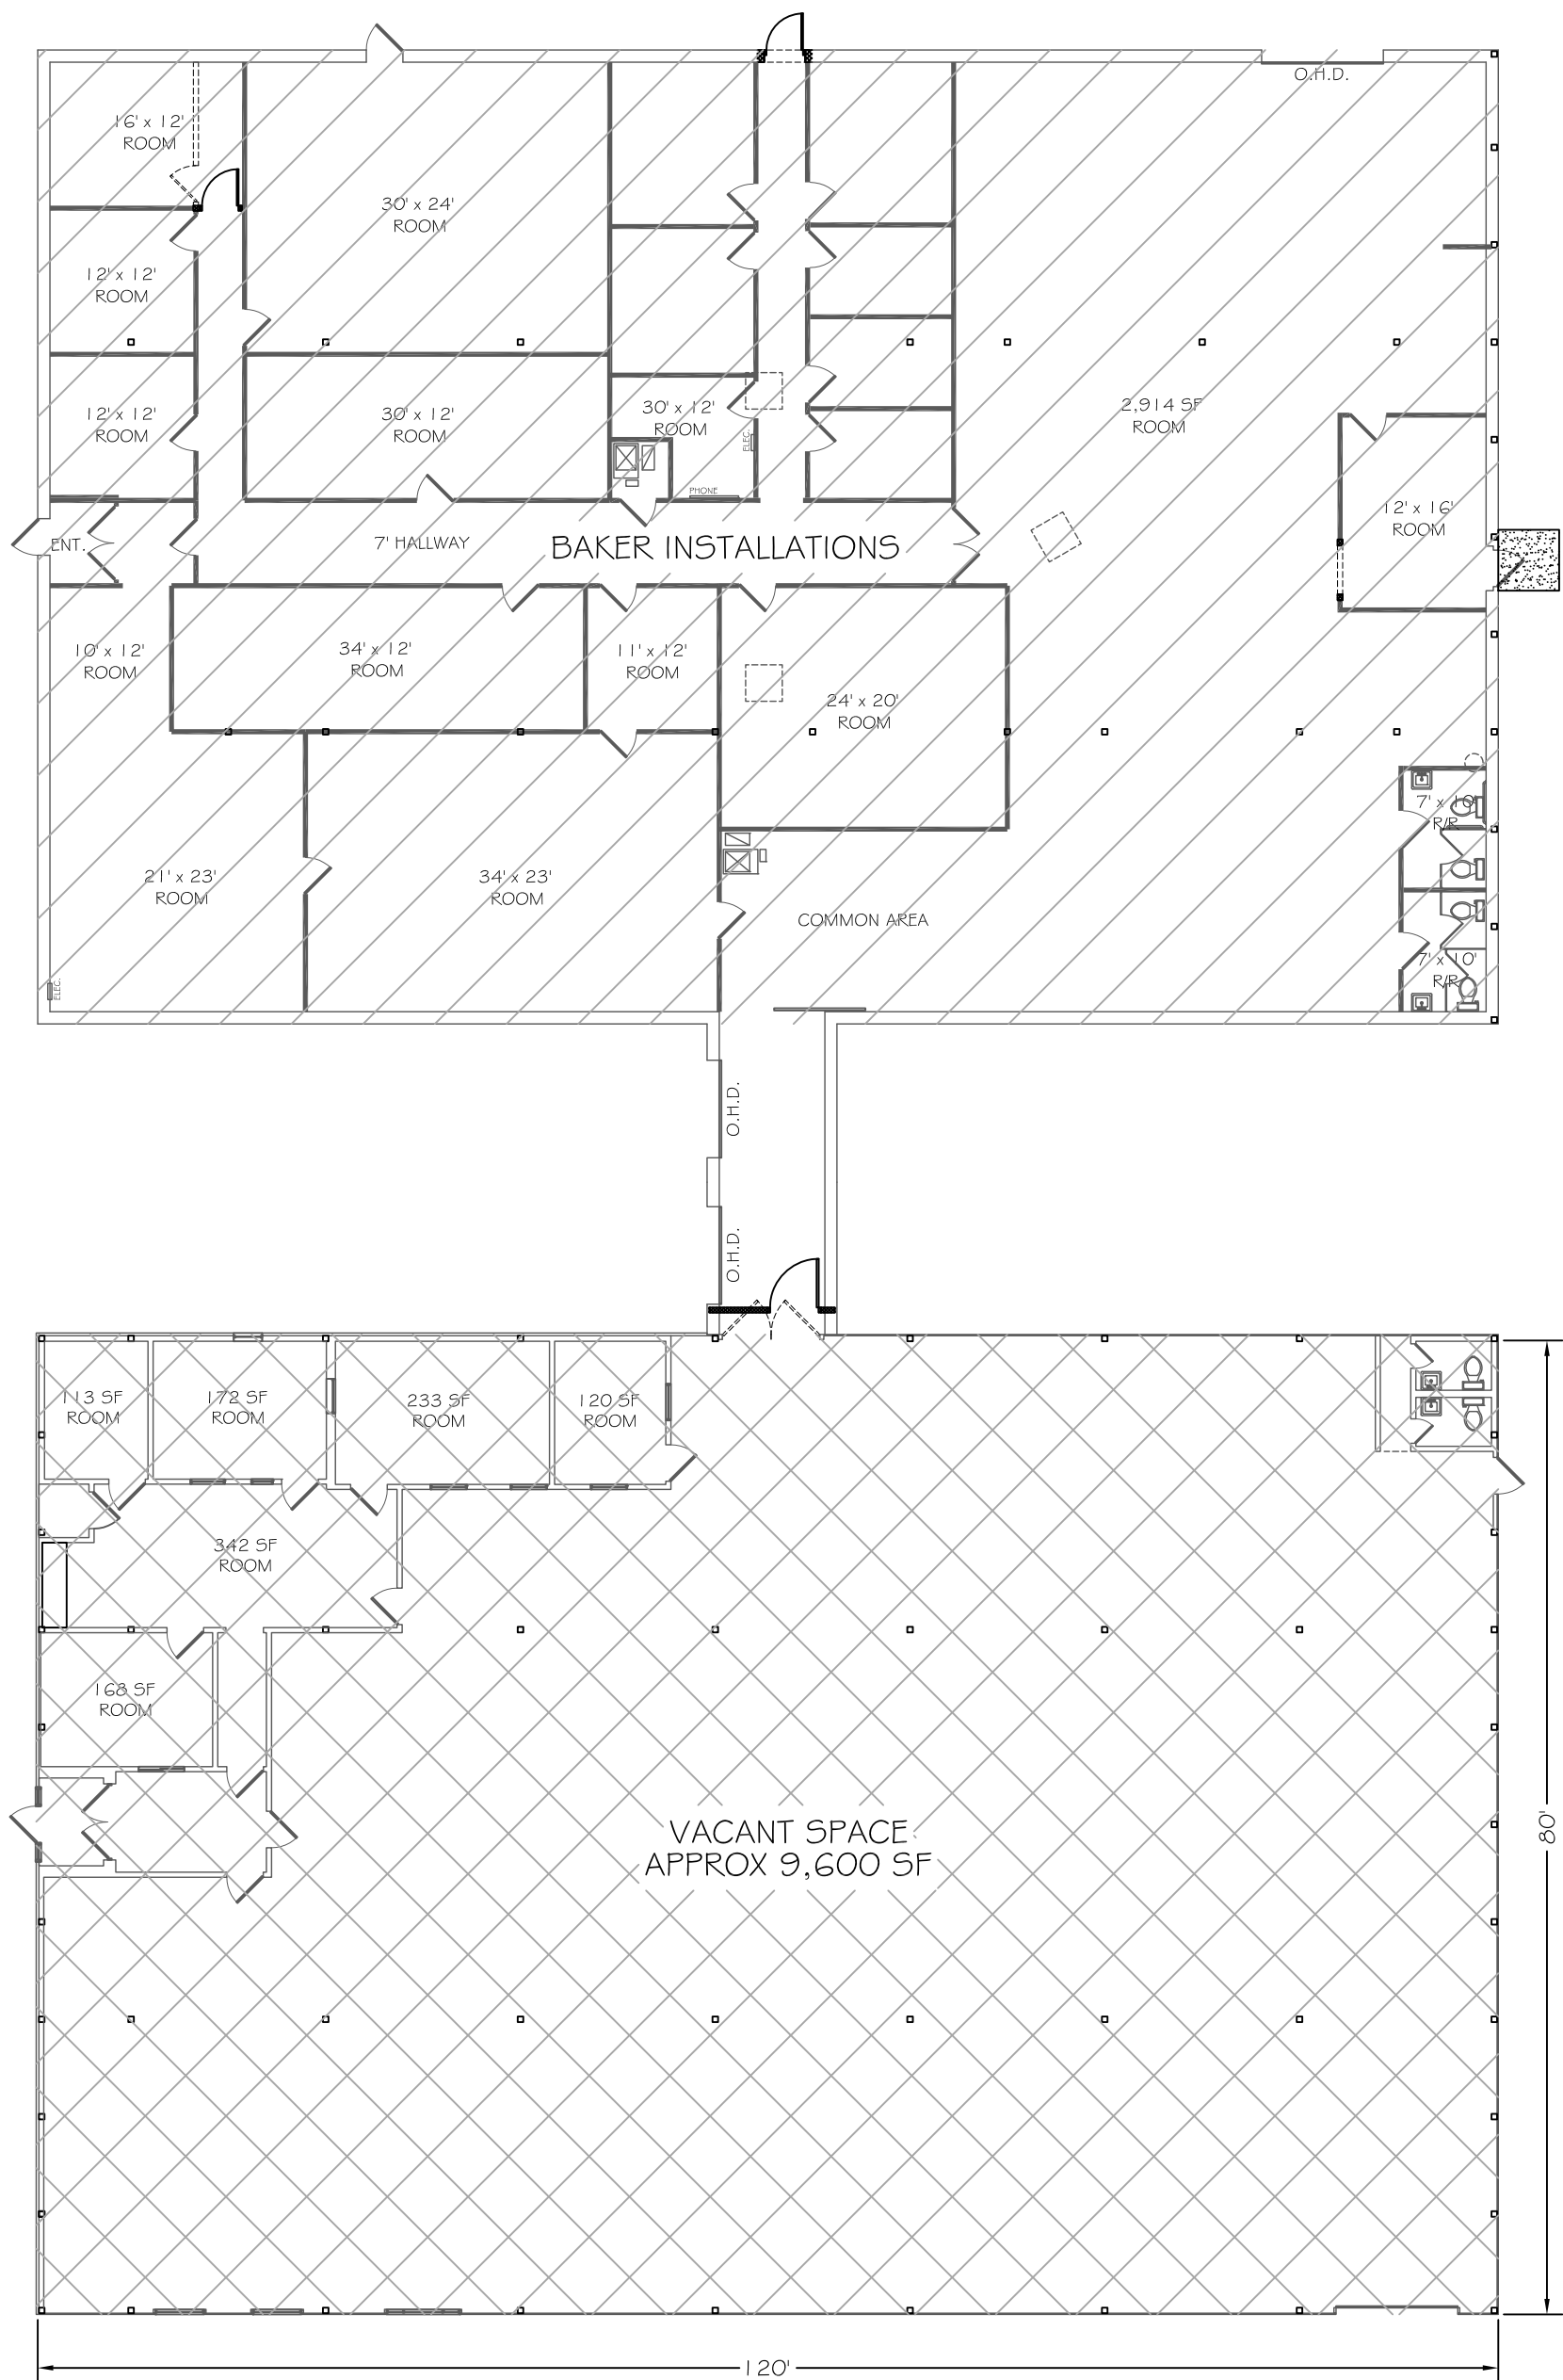 O.H.D.
16' x 12'
ROOM
30' x 24'
ROOM
12' x 12'
ROOM
12' x 12'
ROOM
30' x 12'
ROOM
30' x 12'
ROOM
ELEC.
PHONE
2,914 SF
ROOM
12' x 16'
ROOM
ENT.
7' HALLWAY
BAKER INSTALLATIONS
10' x 12'
ROOM
34' x 12'
ROOM
11' x 12'
ROOM
24' x 20'
ROOM
7' x 10'
R/R
21' x 23'
ROOM
34' x 23'
ROOM
COMMON AREA
7' x 10'
R/R
ELEC.
O.H.D.
O.H.D.
113 SF
ROOM
172 SF
ROOM
233 SF
ROOM
120 SF
ROOM
342 SF
ROOM
168 SF
ROOM
VACANT SPACE
APPROX 9,600 SF
80'
120'